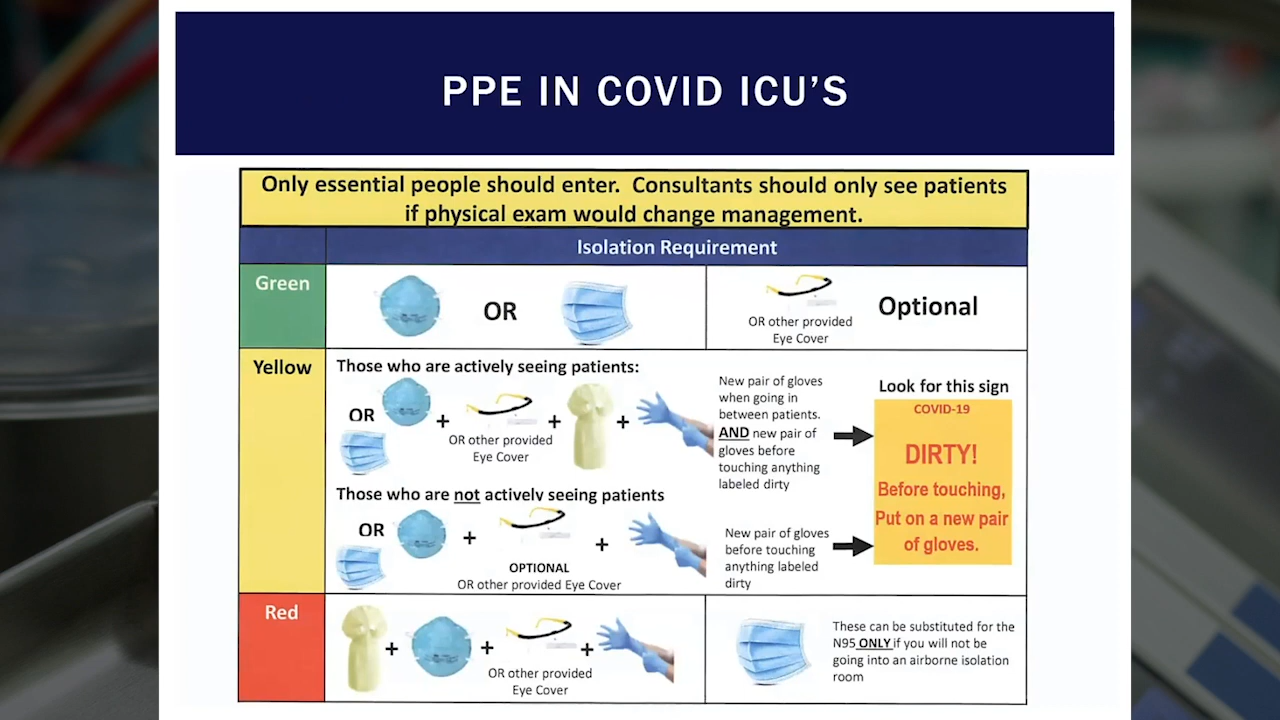 PPE IN COVID ICU'S
Only essential people should enter. Consultants should only see patients
if physical exam would change management.
Isolation Requirement
Green
OR
OR other provided
Eye Cover
Optional
Yellow
Those who are actively seeing patients:
OR
+
+
+
OR other provided
Eye Cover
New pair of gloves
when going in
between patients.
AND new pair of
gloves before
touching anything
labeled dirty
Look for this sign
COVID-19
DIRTY!
Before touching,
Put on a new pair
of gloves.
Those who are not actively seeing patients
OR
+
+
OPTIONAL
OR other provided Eye Cover
New pair of gloves
before touching
anything labeled
dirty
Red
+
+
+
OR other provided
Eye Cover
These can be substituted for the
N95 ONLY if you will not be
going into an airborne isolation
room